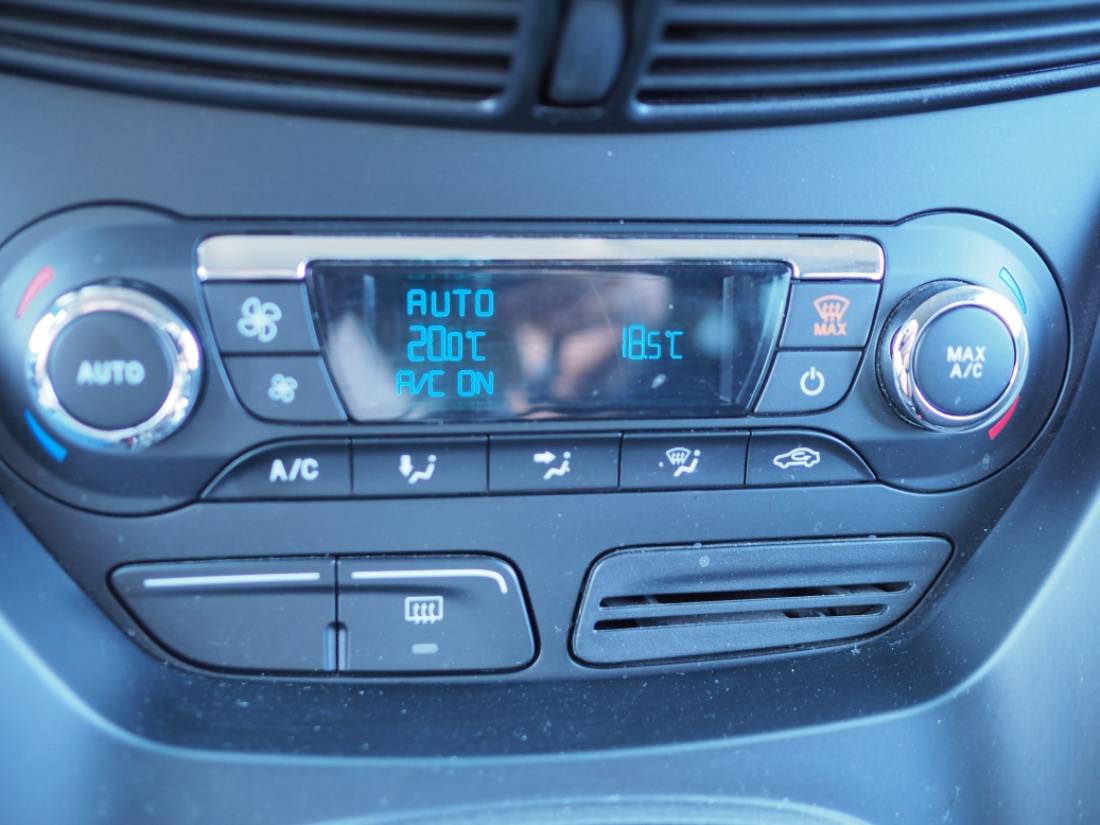 AUTO
20.0°C
A/C ON
18.5°C
MAX
AUTO
MAX
A/C
A/C